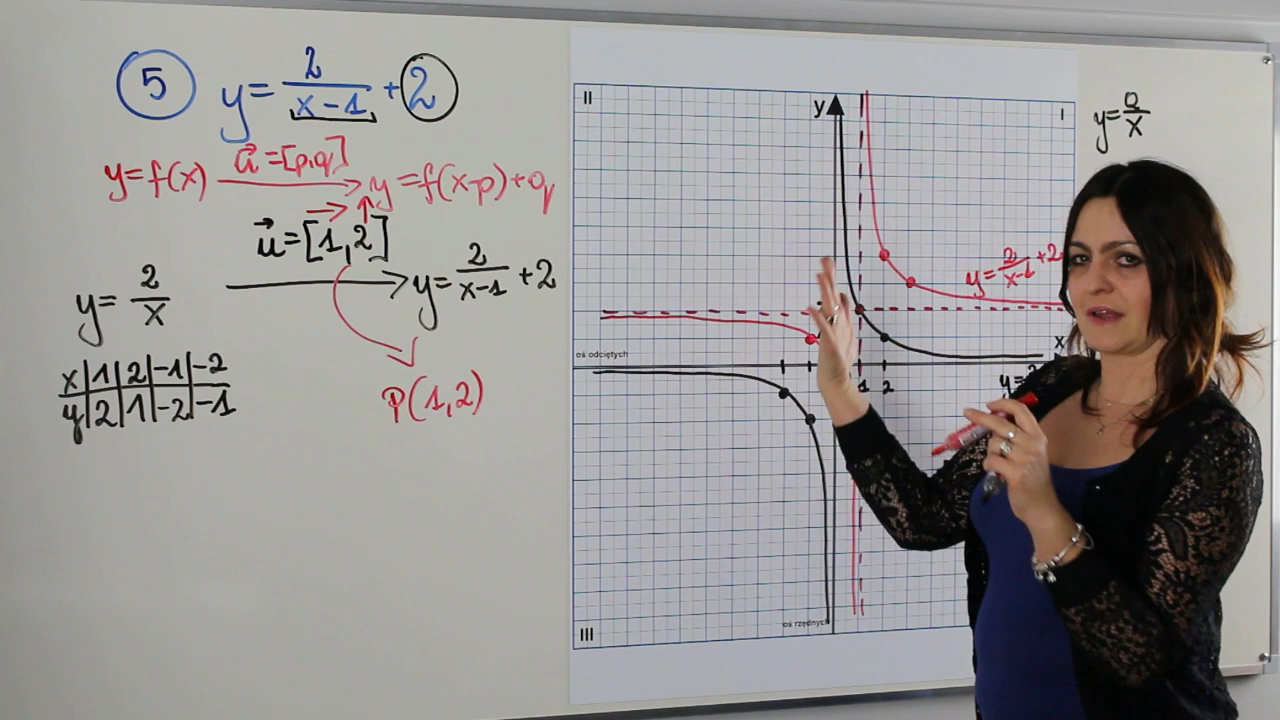 5 y = 2/(x-1) + 2
y = f(x) u⃗ = [p,q] → y = f(x-p)+q
u⃗ = [1,2]
y = 2/x → y = 2/(x-1) + 2
x|1|2|-1|-2
y|2|1|-2|-1
P(1,2)
II
y
I
y = a/x
y = 2/(x-1) + 2
oś odciętych
x
1 2
y =
III
oś rzędnych